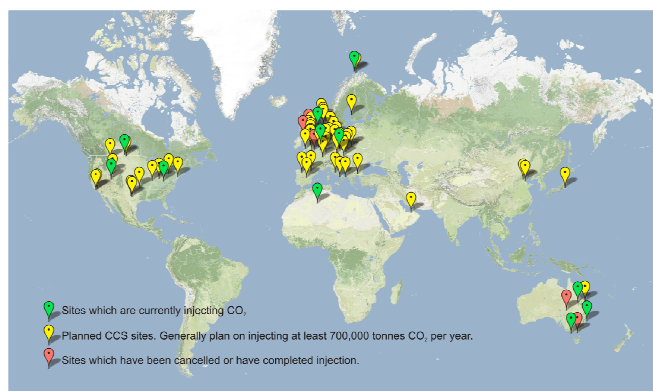 Sites which are currently injecting CO₂
Planned CCS sites. Generally plan on injecting at least 700,000 tonnes CO₂ per year.
Sites which have been cancelled or have completed injection.